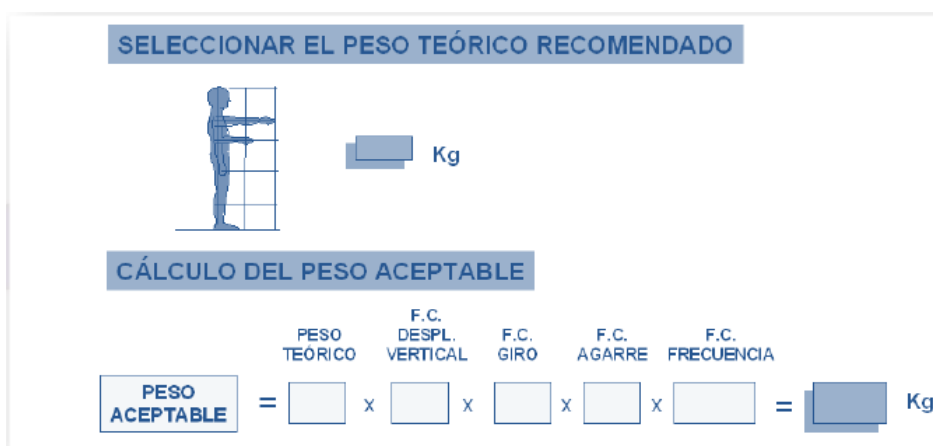 SELECCIONAR EL PESO TEÓRICO RECOMENDADO
Kg
CÁLCULO DEL PESO ACEPTABLE
PESO
TEÓRICO
F.C.
DESPL.
VERTICAL
F.C.
GIRO
F.C.
AGARRE
F.C.
FRECUENCIA
PESO
ACEPTABLE
= x x x x = Kg